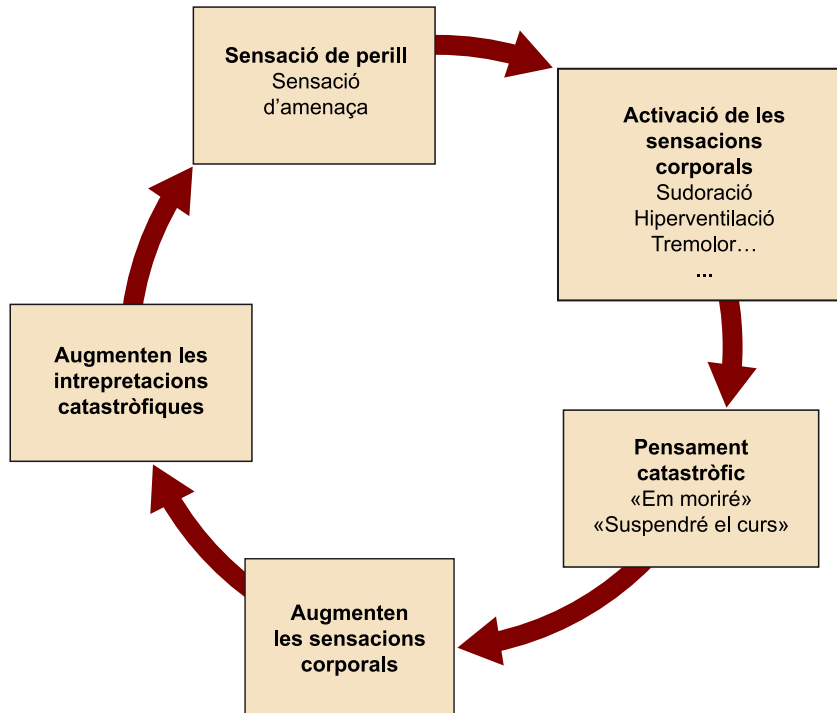 Sensació de perill
Sensació
d'amenaça
Activació de les
sensacions
corporals
Sudoració
Hiperventilació
Tremolor…
...
Pensament
catastròfic
«Em moriré»
«Suspendré el curs»
Augmenten
les sensacions
corporals
Augmenten les
intrepretacions
catastròfiques